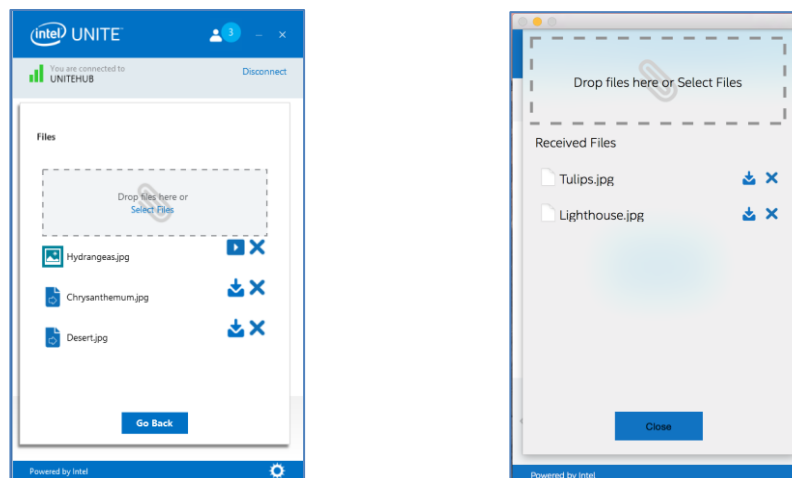 intel UNITE™
3
You are connected to
UNITEHUB
Disconnect
Files
Drop files here or
Select Files
Hydrangeas.jpg
Chrysanthemum.jpg
Desert.jpg
Go Back
Powered by Intel
Drop files here or Select Files
Received Files
Tulips.jpg
Lighthouse.jpg
Close
Powered by Intel